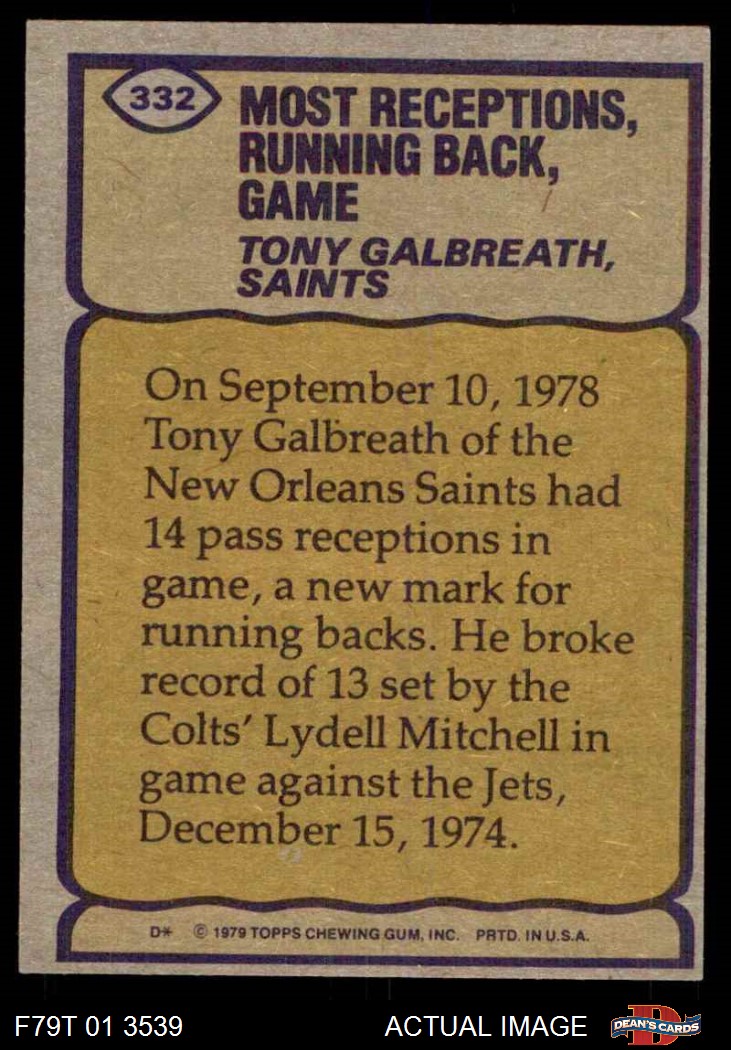 332
MOST RECEPTIONS,
RUNNING BACK,
GAME
TONY GALBREATH,
SAINTS
On September 10, 1978
Tony Galbreath of the
New Orleans Saints had
14 pass receptions in
game, a new mark for
running backs. He broke
record of 13 set by the
Colts' Lydell Mitchell in
game against the Jets,
December 15, 1974.
D* © 1979 TOPPS CHEWING GUM, INC. PRTD. IN U.S.A.
F79T 01 3539 ACTUAL IMAGE
D
DEAN'S CARDS